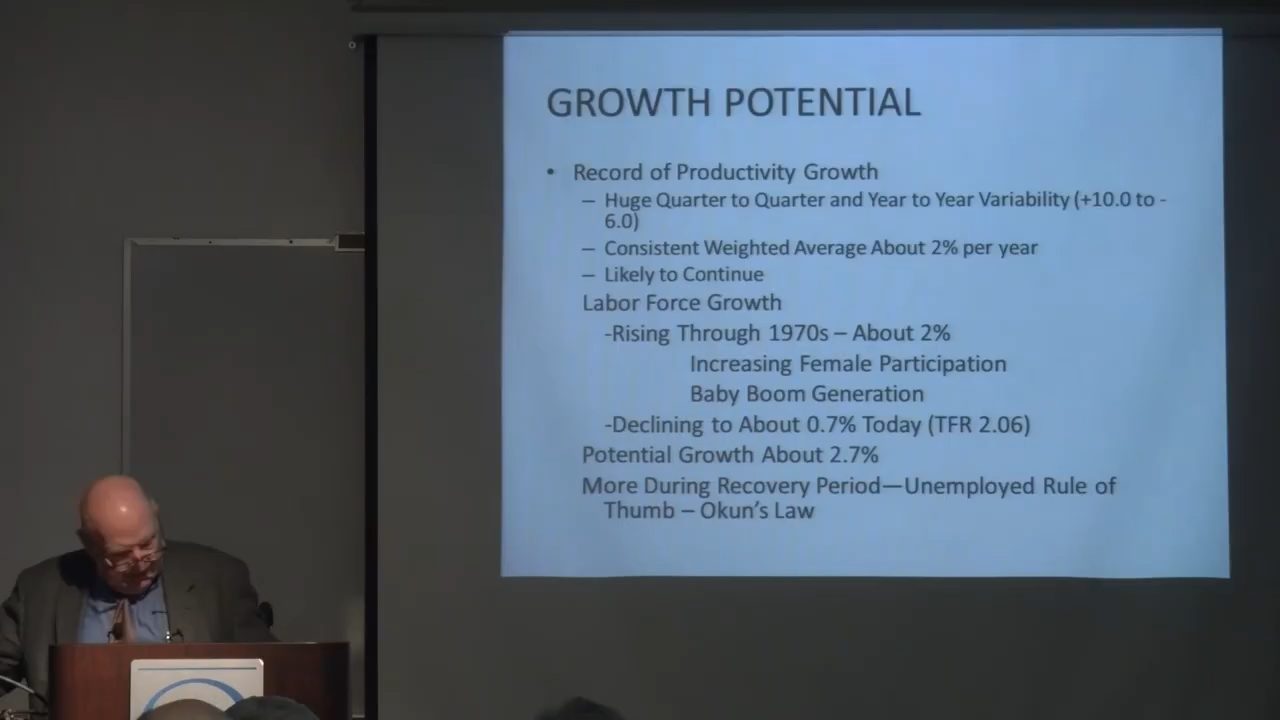 GROWTH POTENTIAL
• Record of Productivity Growth
– Huge Quarter to Quarter and Year to Year Variability (+10.0 to -
6.0)
– Consistent Weighted Average About 2% per year
– Likely to Continue
Labor Force Growth
-Rising Through 1970s – About 2%
Increasing Female Participation
Baby Boom Generation
-Declining to About 0.7% Today (TFR 2.06)
Potential Growth About 2.7%
More During Recovery Period—Unemployed Rule of
Thumb – Okun's Law